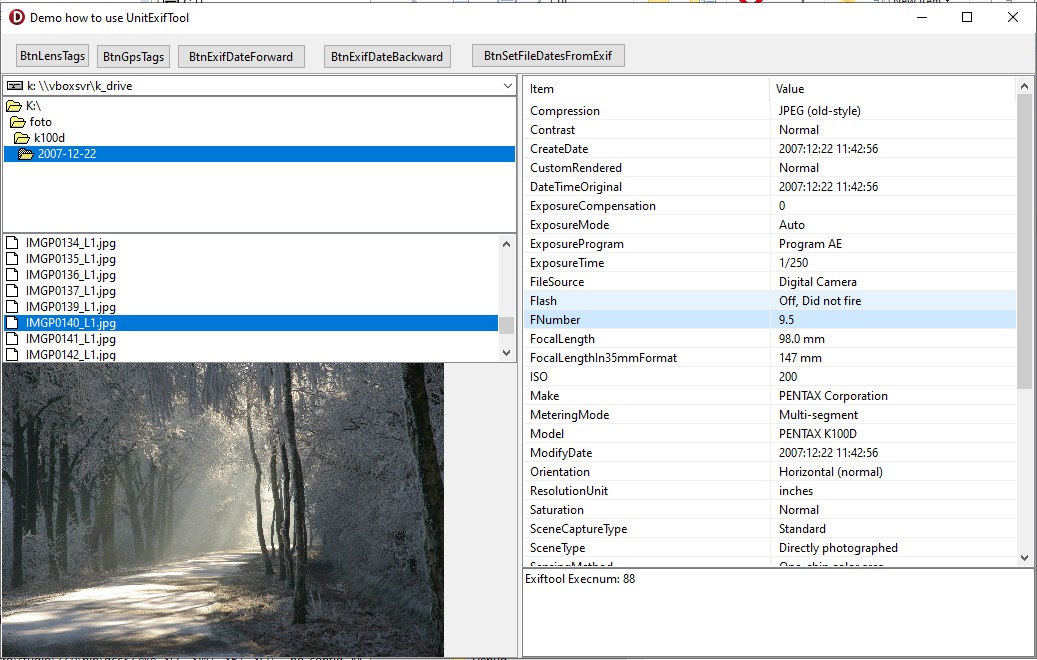 Demo how to use UnitExifTool
BtnLensTags BtnGpsTags BtnExifDateForward BtnExifDateBackward BtnSetFileDatesFromExif
k: \\vboxsvr\k_drive
K:\
foto
k100d
2007-12-22
IMGP0134_L1.jpg
IMGP0135_L1.jpg
IMGP0136_L1.jpg
IMGP0137_L1.jpg
IMGP0139_L1.jpg
IMGP0140_L1.jpg
IMGP0141_L1.jpg
IMGP0142_L1.jpg
Item Value
Compression JPEG (old-style)
Contrast Normal
CreateDate 2007:12:22 11:42:56
CustomRendered Normal
DateTimeOriginal 2007:12:22 11:42:56
ExposureCompensation 0
ExposureMode Auto
ExposureProgram Program AE
ExposureTime 1/250
FileSource Digital Camera
Flash Off, Did not fire
FNumber 9.5
FocalLength 98.0 mm
FocalLengthIn35mmFormat 147 mm
ISO 200
Make PENTAX Corporation
MeteringMode Multi-segment
Model PENTAX K100D
ModifyDate 2007:12:22 11:42:56
Orientation Horizontal (normal)
ResolutionUnit inches
Saturation Normal
SceneCaptureType Standard
SceneType Directly photographed
SensingMethod One-chip color area
Exiftool Execnum: 88